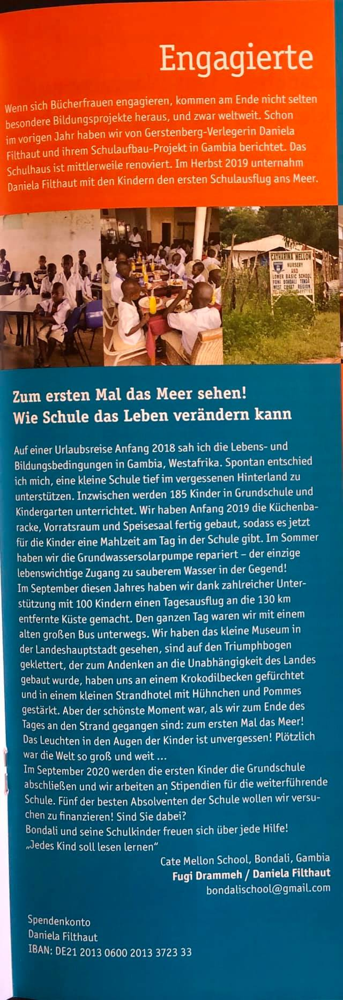 Engagierte
Wenn sich Bücherfrauen engagieren, kommen am Ende nicht selten
besondere Bildungsprojekte heraus, und zwar weltweit. Schon
im vorigen Jahr haben wir von Gerstenberg-Verlegerin Daniela
Filthaut und ihrem Schulaufbau-Projekt in Gambia berichtet. Das
Schulhaus ist mittlerweile renoviert. Im Herbst 2019 unternahm
Daniela Filthaut mit den Kindern den ersten Schulausflug ans Meer.
CATHARINA MELLON
NURSERY
AND
LOWER BASIC SCHOOL
FONI BONDALI TENDA
WEST COAST REGION
Zum ersten Mal das Meer sehen!
Wie Schule das Leben verändern kann
Auf einer Urlaubsreise Anfang 2018 sah ich die Lebens- und
Bildungsbedingungen in Gambia, Westafrika. Spontan entschied
ich mich, eine kleine Schule tief im vergessenen Hinterland zu
unterstützen. Inzwischen werden 185 Kinder in Grundschule und
Kindergarten unterrichtet. Wir haben Anfang 2019 die Küchenba-
racke, Vorratsraum und Speisesaal fertig gebaut, sodass es jetzt
für die Kinder eine Mahlzeit am Tag in der Schule gibt. Im Sommer
haben wir die Grundwassersolarpumpe repariert – der einzige
lebenswichtige Zugang zu sauberem Wasser in der Gegend!
Im September diesen Jahres haben wir dank zahlreicher Unter-
stützung mit 100 Kindern einen Tagesausflug an die 130 km
entfernte Küste gemacht. Den ganzen Tag waren wir mit einem
alten großen Bus unterwegs. Wir haben das kleine Museum in
der Landeshauptstadt gesehen, sind auf den Triumphbogen
geklettert, der zum Andenken an die Unabhängigkeit des Landes
gebaut wurde, haben uns an einem Krokodilbecken gefürchtet
und in einem kleinen Strandhotel mit Hühnchen und Pommes
gestärkt. Aber der schönste Moment war, als wir zum Ende des
Tages an den Strand gegangen sind: zum ersten Mal das Meer!
Das Leuchten in den Augen der Kinder ist unvergessen! Plötzlich
war die Welt so groß und weit ...
Im September 2020 werden die ersten Kinder die Grundschule
abschließen und wir arbeiten an Stipendien für die weiterführende
Schule. Fünf der besten Absolventen der Schule wollen wir versu-
chen zu finanzieren! Sind Sie dabei?
Bondali und seine Schulkinder freuen sich über jede Hilfe!
„Jedes Kind soll lesen lernen“
Cate Mellon School, Bondali, Gambia
Fugi Drammeh / Daniela Filthaut
bondalischool@gmail.com
Spendenkonto
Daniela Filthaut
IBAN: DE21 2013 0600 2013 3723 33